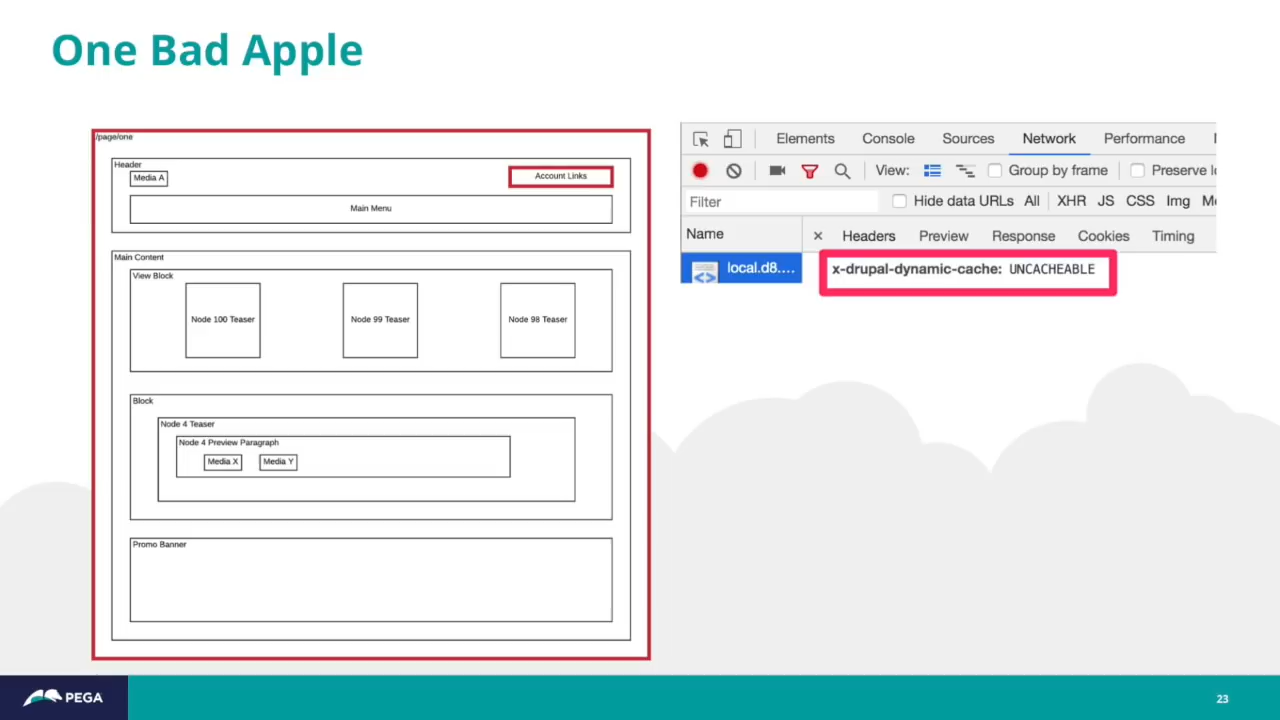 One Bad Apple
/page/one
Header
Media A
Account Links
Main Menu
Main Content
View Block
Node 100 Teaser
Node 99 Teaser
Node 98 Teaser
Block
Node 4 Teaser
Node 4 Preview Paragraph
Media X
Media Y
Promo Banner
Elements Console Sources Network Performance
View: Group by frame Preserve lo
Filter Hide data URLs All XHR JS CSS Img Me
Name × Headers Preview Response Cookies Timing
local.d8.... x-drupal-dynamic-cache: UNCACHEABLE
PEGA
23